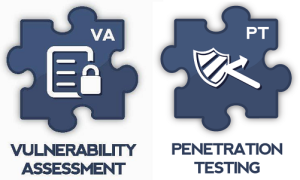 VA
VULNERABILITY
ASSESSMENT
PT
PENETRATION
TESTING